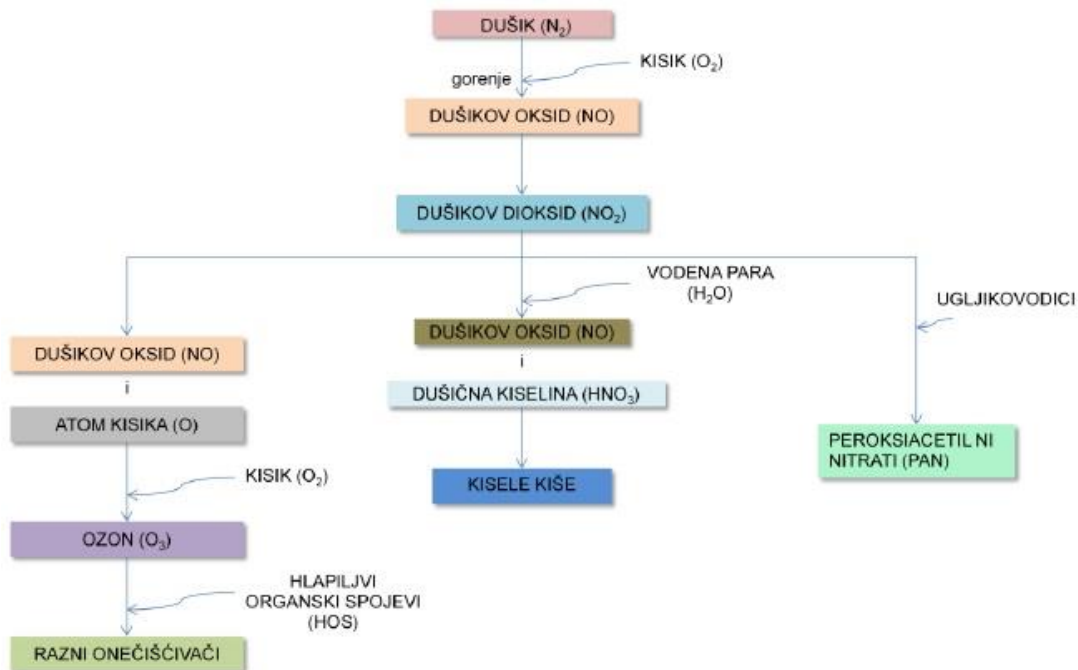 DUŠIK (N₂)
KISIK (O₂)
gorenje
DUŠIKOV OKSID (NO)
DUŠIKOV DIOKSID (NO₂)
VODENA PARA
(H₂O)
UGLJIKOVODICI
DUŠIKOV OKSID (NO)
i
ATOM KISIKA (O)
KISIK (O₂)
OZON (O₃)
HLAPILJVI
ORGANSKI SPOJEVI
(HOS)
RAZNI ONEČIŠĆIVAČI
DUŠIKOV OKSID (NO)
i
DUŠIČNA KISELINA (HNO₃)
KISELE KIŠE
PEROKSIACETIL NI
NITRATI (PAN)